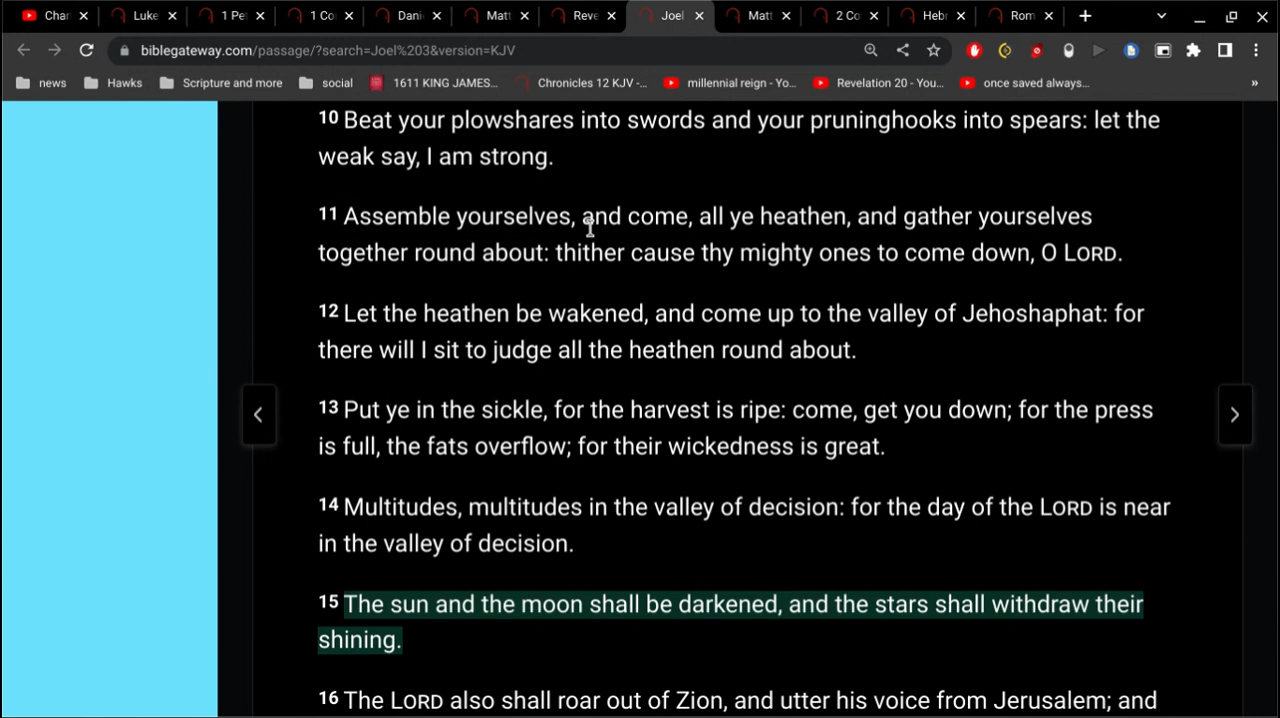 Char Luke 1 Pe 1 Co Dani Matt Reve Joel Matt 2 Co Hebr Rom
biblegateway.com/passage/?search=Joel%203&version=KJV
news Hawks Scripture and more social 1611 KING JAMES... Chronicles 12 KJV -... millennial reign - Yo... Revelation 20 - You... once saved always... »
10 Beat your plowshares into swords and your pruninghooks into spears: let the
weak say, I am strong.
11 Assemble yourselves, and come, all ye heathen, and gather yourselves
together round about: thither cause thy mighty ones to come down, O LORD.
12 Let the heathen be wakened, and come up to the valley of Jehoshaphat: for
there will I sit to judge all the heathen round about.
13 Put ye in the sickle, for the harvest is ripe: come, get you down; for the press
is full, the fats overflow; for their wickedness is great.
14 Multitudes, multitudes in the valley of decision: for the day of the LORD is near
in the valley of decision.
15 The sun and the moon shall be darkened, and the stars shall withdraw their
shining.
16 The LORD also shall roar out of Zion, and utter his voice from Jerusalem; and